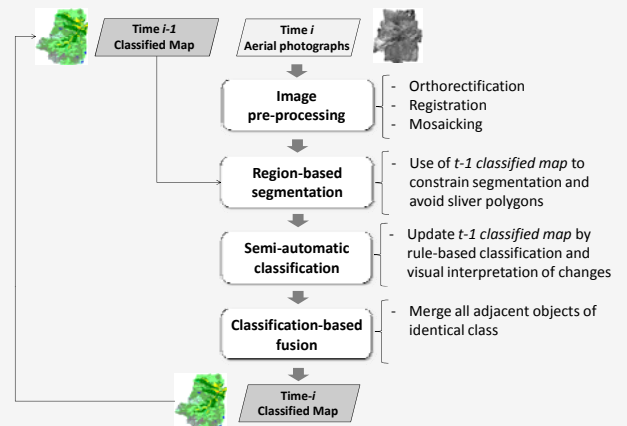 Time i-1
Classified Map
Time i
Aerial photographs
Image
pre-processing
- Orthorectification
- Registration
- Mosaicking
Region-based
segmentation
- Use of t-1 classified map to
constrain segmentation and
avoid sliver polygons
Semi-automatic
classification
- Update t-1 classified map by
rule-based classification and
visual interpretation of changes
Classification-based
fusion
- Merge all adjacent objects of
identical class
Time-i
Classified Map